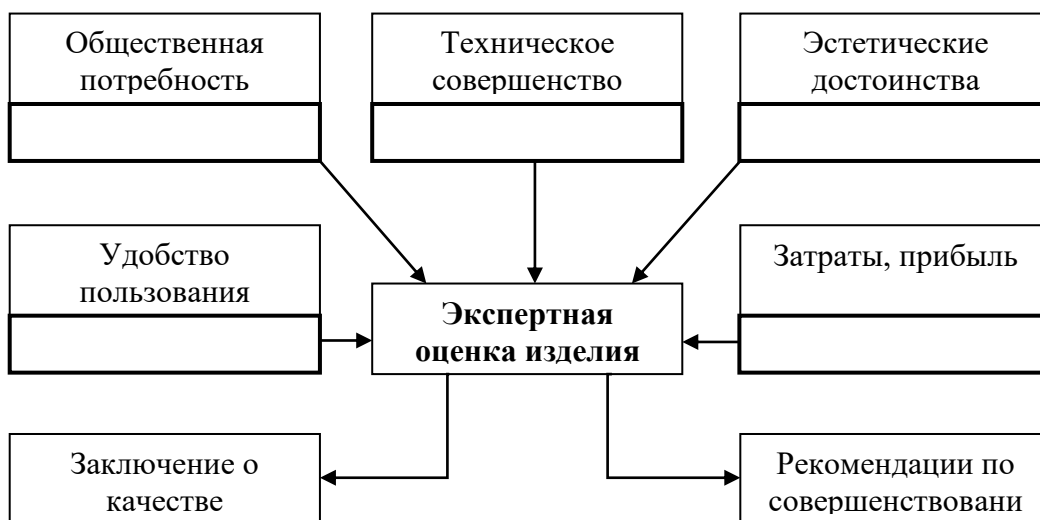 Общественная
потребность
Техническое
совершенство
Эстетические
достоинства
Удобство
пользования
Затраты, прибыль
Экспертная
оценка изделия
Заключение о
качестве
Рекомендации по
совершенствовани